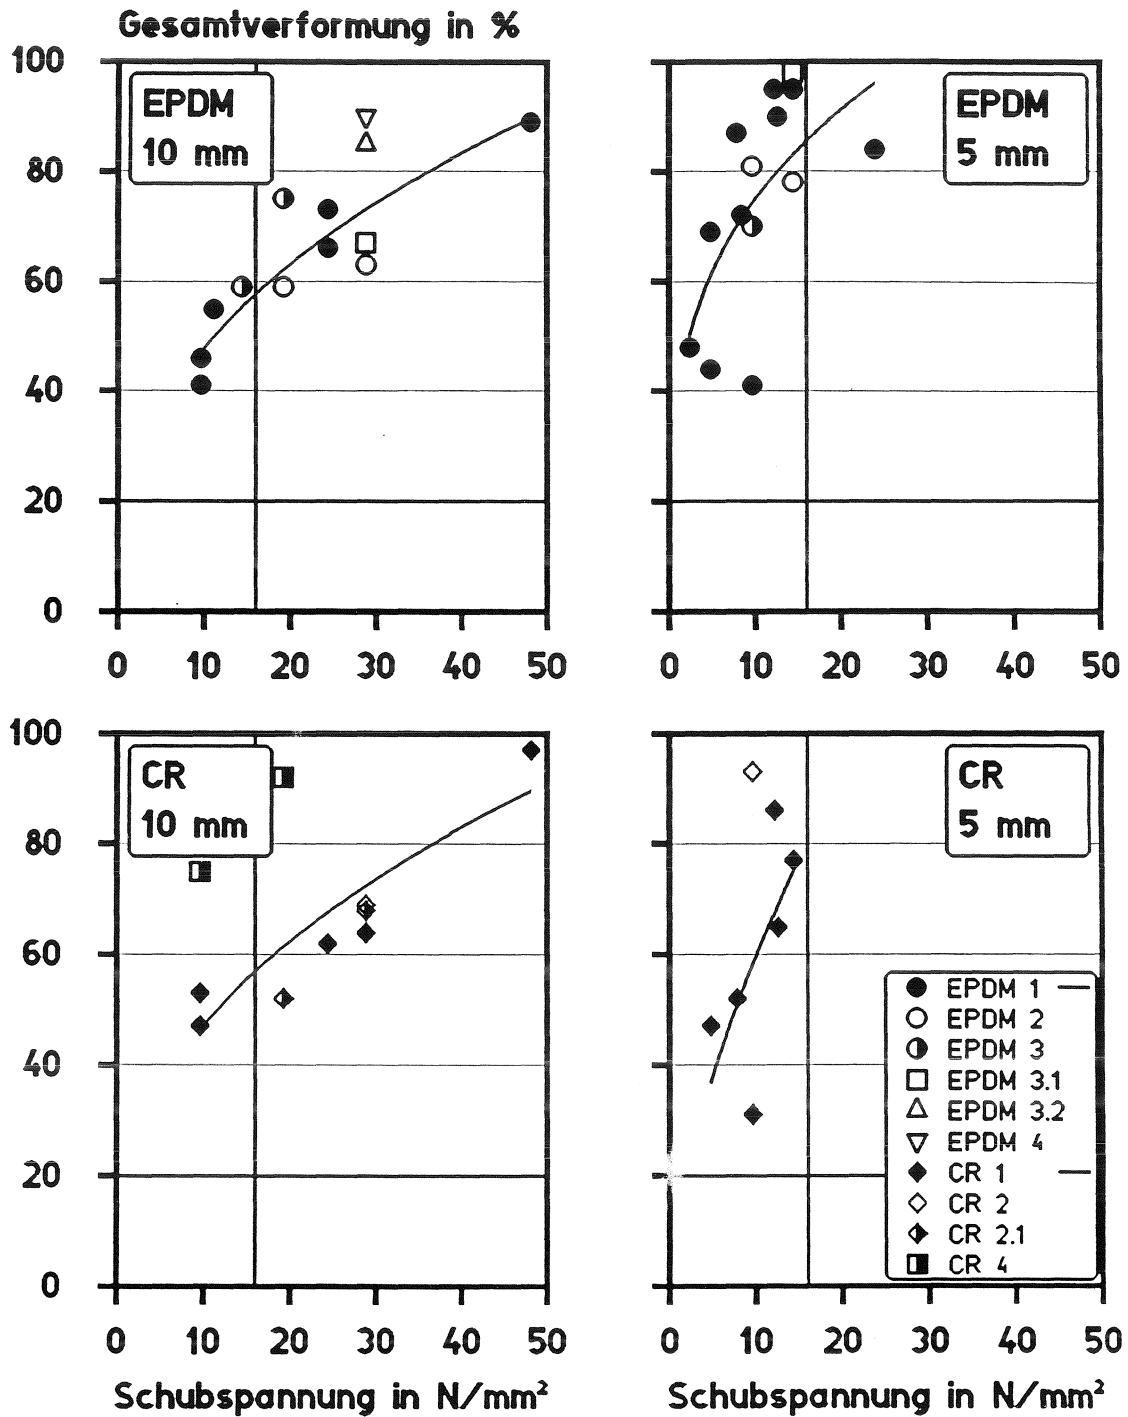 Gesamtverformung in %
100
80
60
40
20
0
EPDM
10 mm
0 10 20 30 40 50
EPDM
5 mm
0 10 20 30 40 50
100
80
60
40
20
0
CR
10 mm
0 10 20 30 40 50
Schubspannung in N/mm²
CR
5 mm
EPDM 1
EPDM 2
EPDM 3
EPDM 3.1
EPDM 3.2
EPDM 4
CR 1
CR 2
CR 2.1
CR 4
0 10 20 30 40 50
Schubspannung in N/mm²